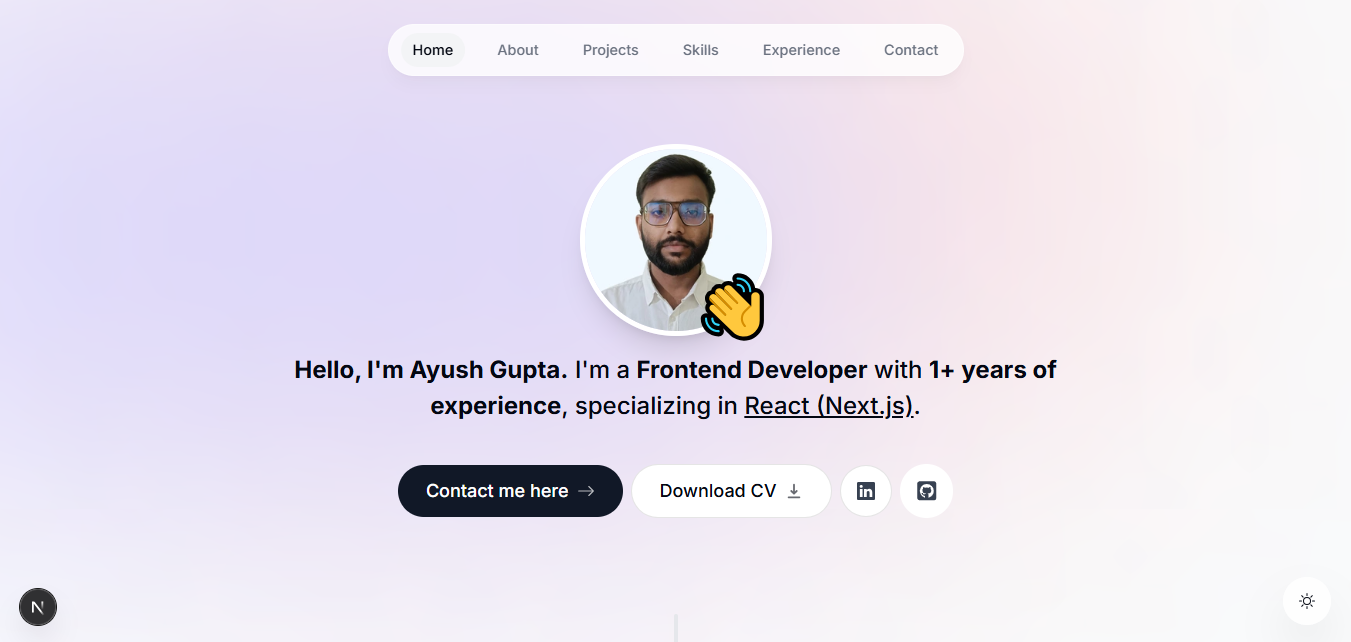 Home About Projects Skills Experience Contact
Hello, I'm Ayush Gupta. I'm a Frontend Developer with 1+ years of
experience, specializing in React (Next.js).
Contact me here Download CV in
N